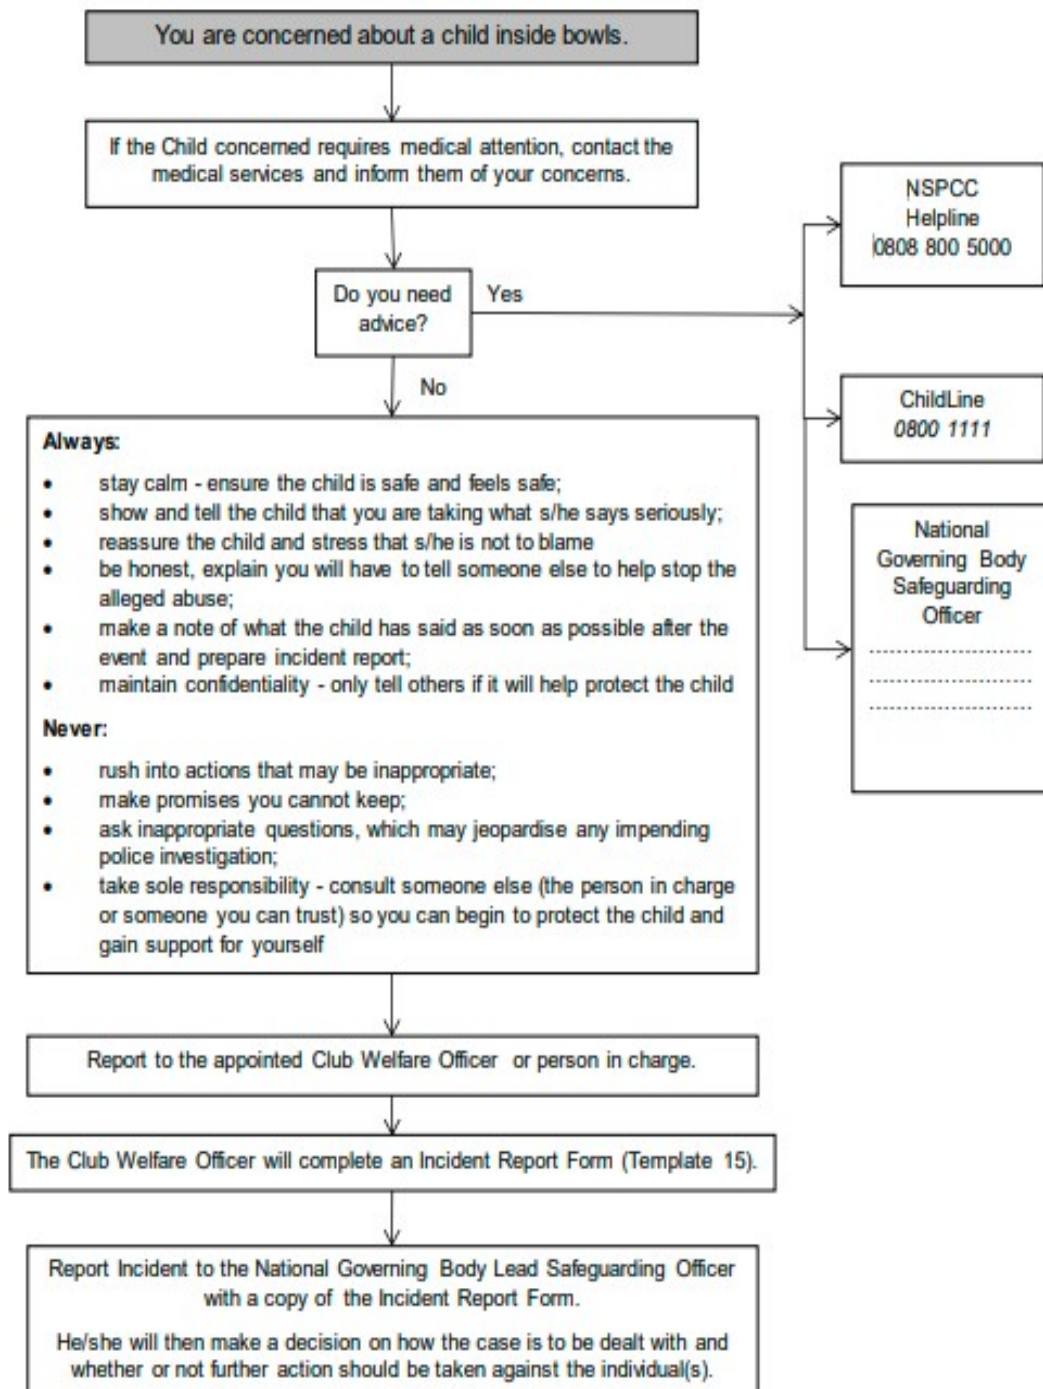 You are concerned about a child inside bowls.
If the Child concerned requires medical attention, contact the
medical services and inform them of your concerns.
NSPCC
Helpline
0808 800 5000
Do you need
advice?
Yes
No
ChildLine
0800 1111
National
Governing Body
Safeguarding
Officer
................................
................................
................................
Always:
• stay calm - ensure the child is safe and feels safe;
• show and tell the child that you are taking what s/he says seriously;
• reassure the child and stress that s/he is not to blame
• be honest, explain you will have to tell someone else to help stop the
alleged abuse;
• make a note of what the child has said as soon as possible after the
event and prepare incident report;
• maintain confidentiality - only tell others if it will help protect the child
Never:
• rush into actions that may be inappropriate;
• make promises you cannot keep;
• ask inappropriate questions, which may jeopardise any impending
police investigation;
• take sole responsibility - consult someone else (the person in charge
or someone you can trust) so you can begin to protect the child and
gain support for yourself
Report to the appointed Club Welfare Officer or person in charge.
The Club Welfare Officer will complete an Incident Report Form (Template 15).
Report Incident to the National Governing Body Lead Safeguarding Officer
with a copy of the Incident Report Form.
He/she will then make a decision on how the case is to be dealt with and
whether or not further action should be taken against the individual(s).